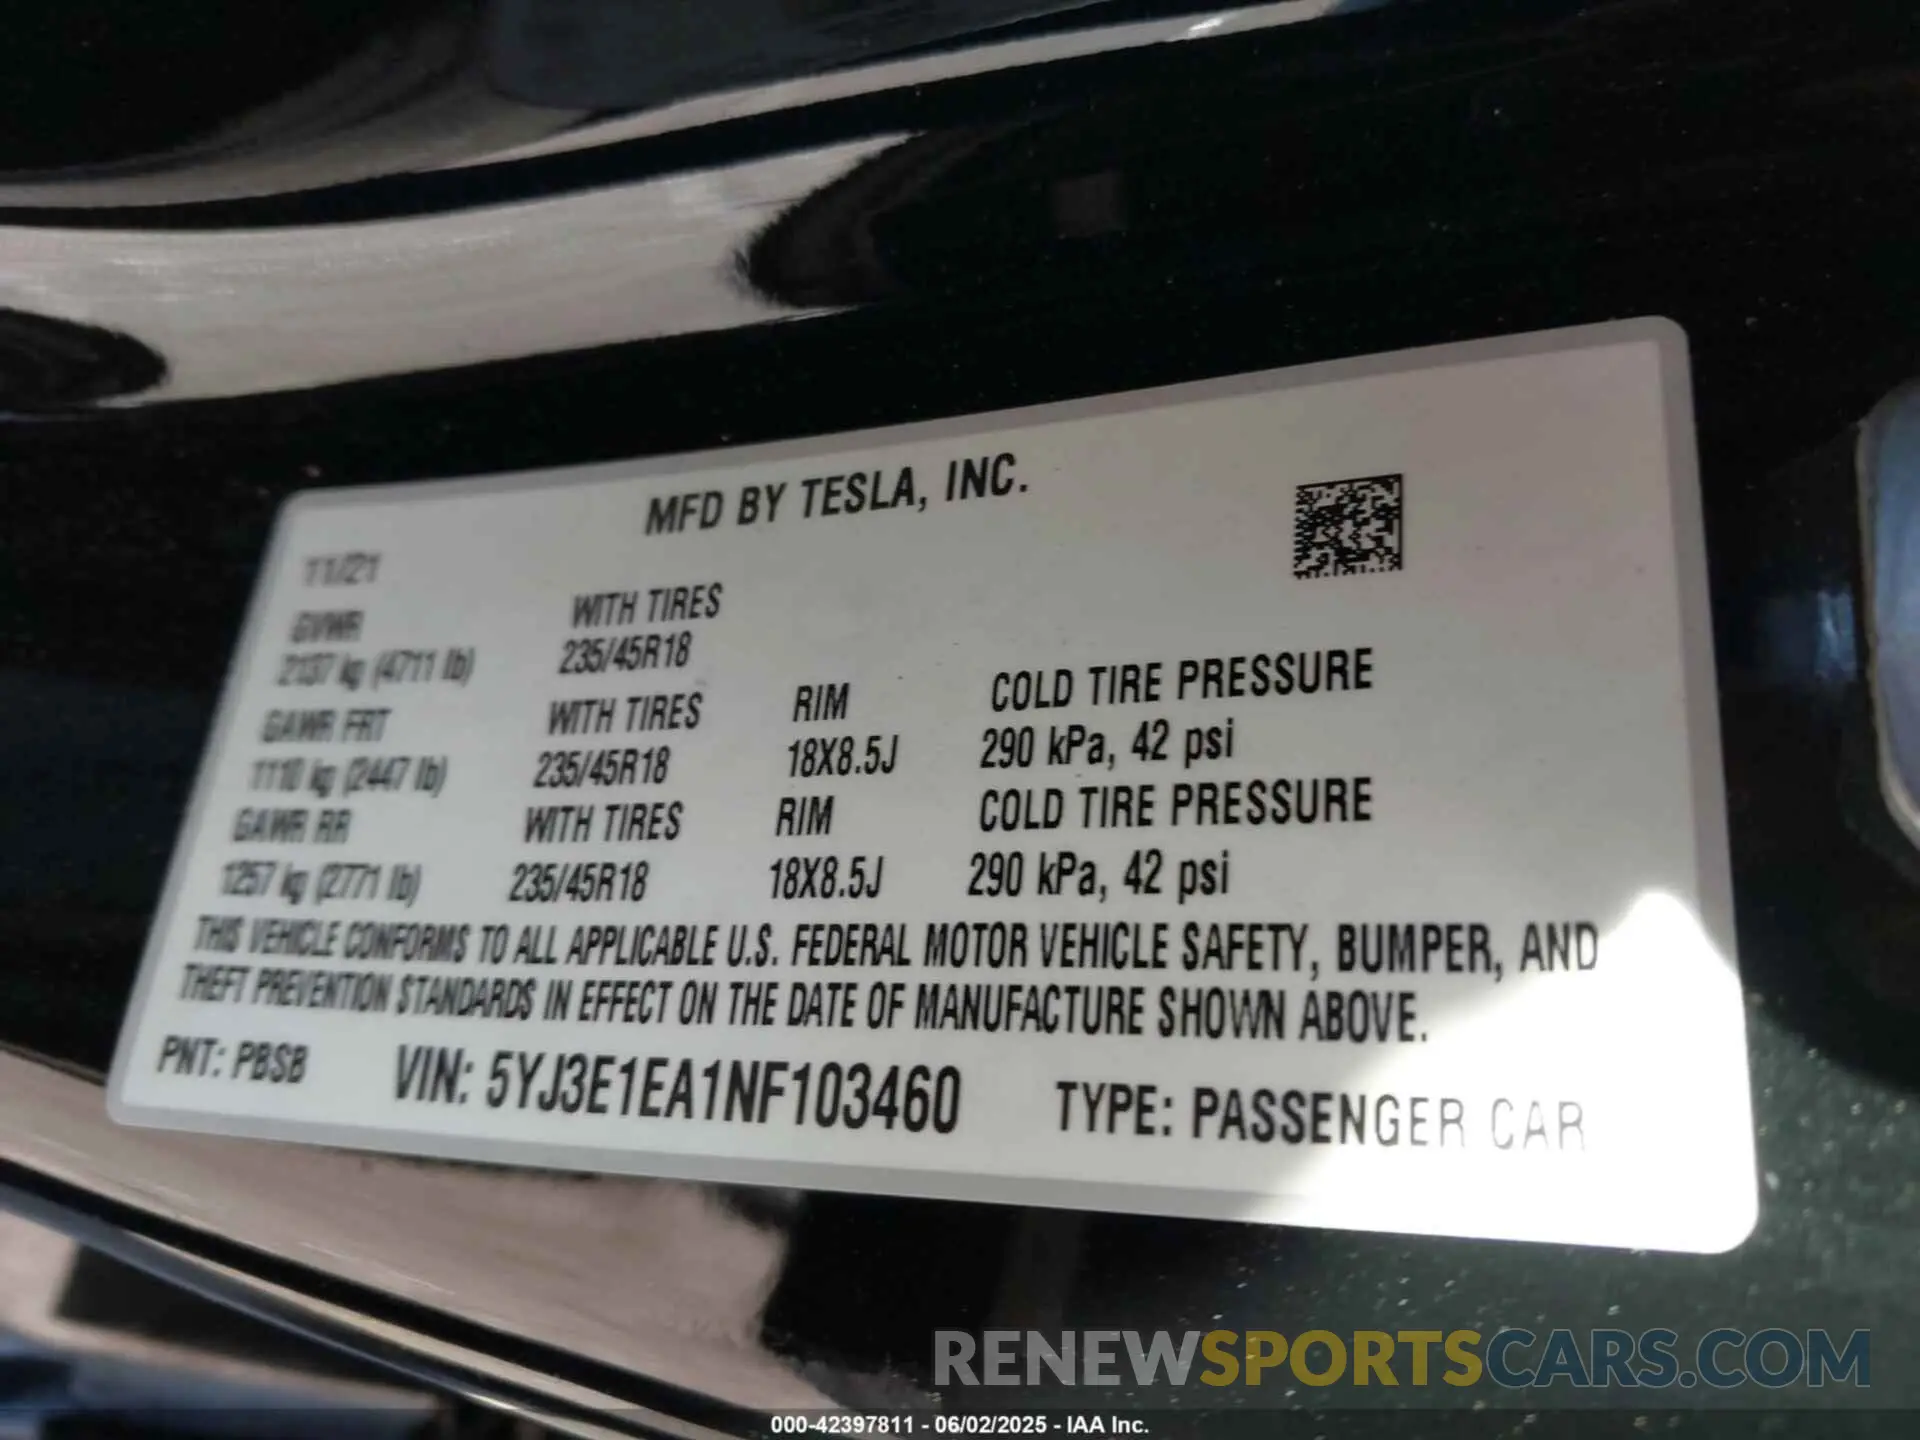 MFD BY TESLA, INC.
11/21
GVWR WITH TIRES
2137 kg (4711 lb) 235/45R18
GAWR FRT WITH TIRES RIM COLD TIRE PRESSURE
1110 kg (2447 lb) 235/45R18 18X8.5J 290 kPa, 42 psi
GAWR RR WITH TIRES RIM COLD TIRE PRESSURE
1257 kg (2771 lb) 235/45R18 18X8.5J 290 kPa, 42 psi
THIS VEHICLE CONFORMS TO ALL APPLICABLE U.S. FEDERAL MOTOR VEHICLE SAFETY, BUMPER, AND
THEFT PREVENTION STANDARDS IN EFFECT ON THE DATE OF MANUFACTURE SHOWN ABOVE.
PNT: PBSB VIN: 5YJ3E1EA1NF103460 TYPE: PASSENGER CAR
RENEWSPORTSCARS.COM
000-42397811 - 06/02/2025 - IAA Inc.